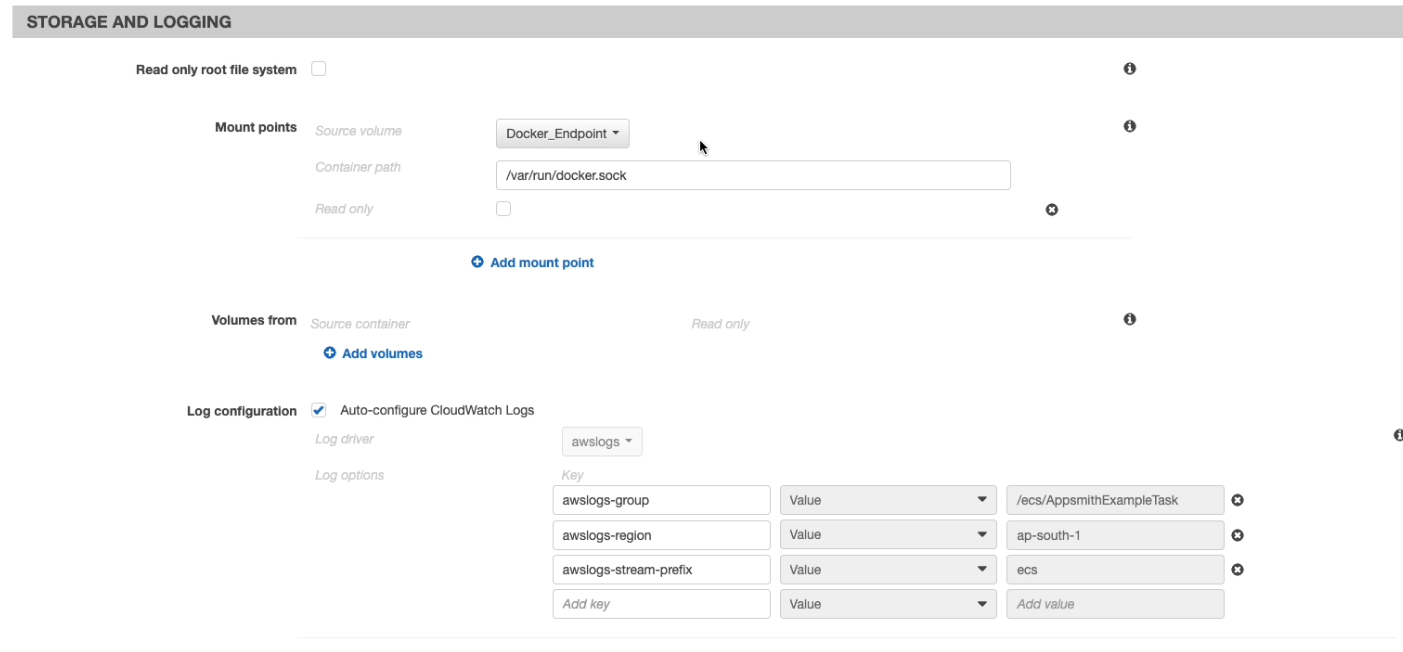 STORAGE AND LOGGING
Read only root file system
Mount points
Source volume
Docker_Endpoint
Container path
/var/run/docker.sock
Read only
Add mount point
Volumes from
Source container
Read only
Add volumes
Log configuration
Auto-configure CloudWatch Logs
Log driver
awslogs
Log options
Key
awslogs-group Value /ecs/AppsmithExampleTask
awslogs-region Value ap-south-1
awslogs-stream-prefix Value ecs
Add key Value Add value